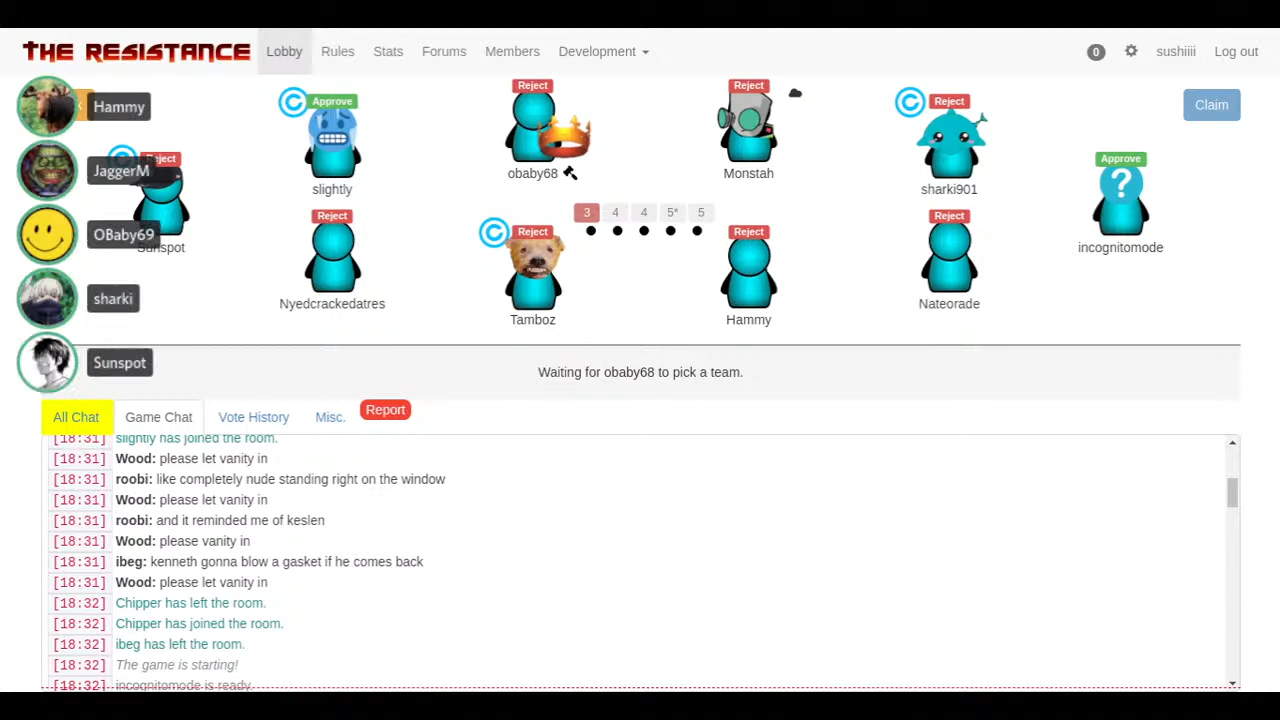 THE RESISTANCE Lobby Rules Stats Forums Members Development 0 sushiiii Log out
Hammy
JaggerM
OBaby69
sharki
Sunspot
Reject Reject
Approve Reject Reject
Claim
Approve
obaby68 Monstah
slightly sharki901
Reject
3 4 4 5* 5
Reject Reject Reject Reject
Sunspot incognitomode
?
Nyedcrackedatres Nateorade
Tamboz Hammy
Waiting for obaby68 to pick a team.
All Chat Game Chat Vote History Misc. Report
[18:31] slightly has joined the room.
[18:31] Wood: please let vanity in
[18:31] roobi: like completely nude standing right on the window
[18:31] Wood: please let vanity in
[18:31] roobi: and it reminded me of keslen
[18:31] Wood: please vanity in
[18:31] ibeg: kenneth gonna blow a gasket if he comes back
[18:31] Wood: please let vanity in
[18:32] Chipper has left the room.
[18:32] Chipper has joined the room.
[18:32] ibeg has left the room.
[18:32] The game is starting!
[18:32] incognitomode is ready.